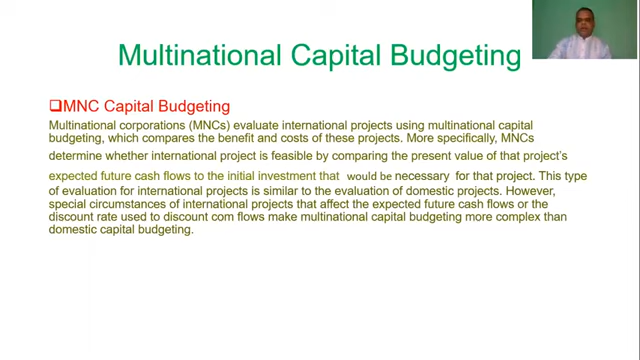 Multinational Capital Budgeting
MNC Capital Budgeting
Multinational corporations (MNCs) evaluate international projects using multinational capital
budgeting, which compares the benefit and costs of these projects. More specifically, MNCs
determine whether international project is feasible by comparing the present value of that project's
expected future cash flows to the initial investment that would be necessary for that project. This type
of evaluation for international projects is similar to the evaluation of domestic projects. However,
special circumstances of international projects that affect the expected future cash flows or the
discount rate used to discount com flows make multinational capital budgeting more complex than
domestic capital budgeting.